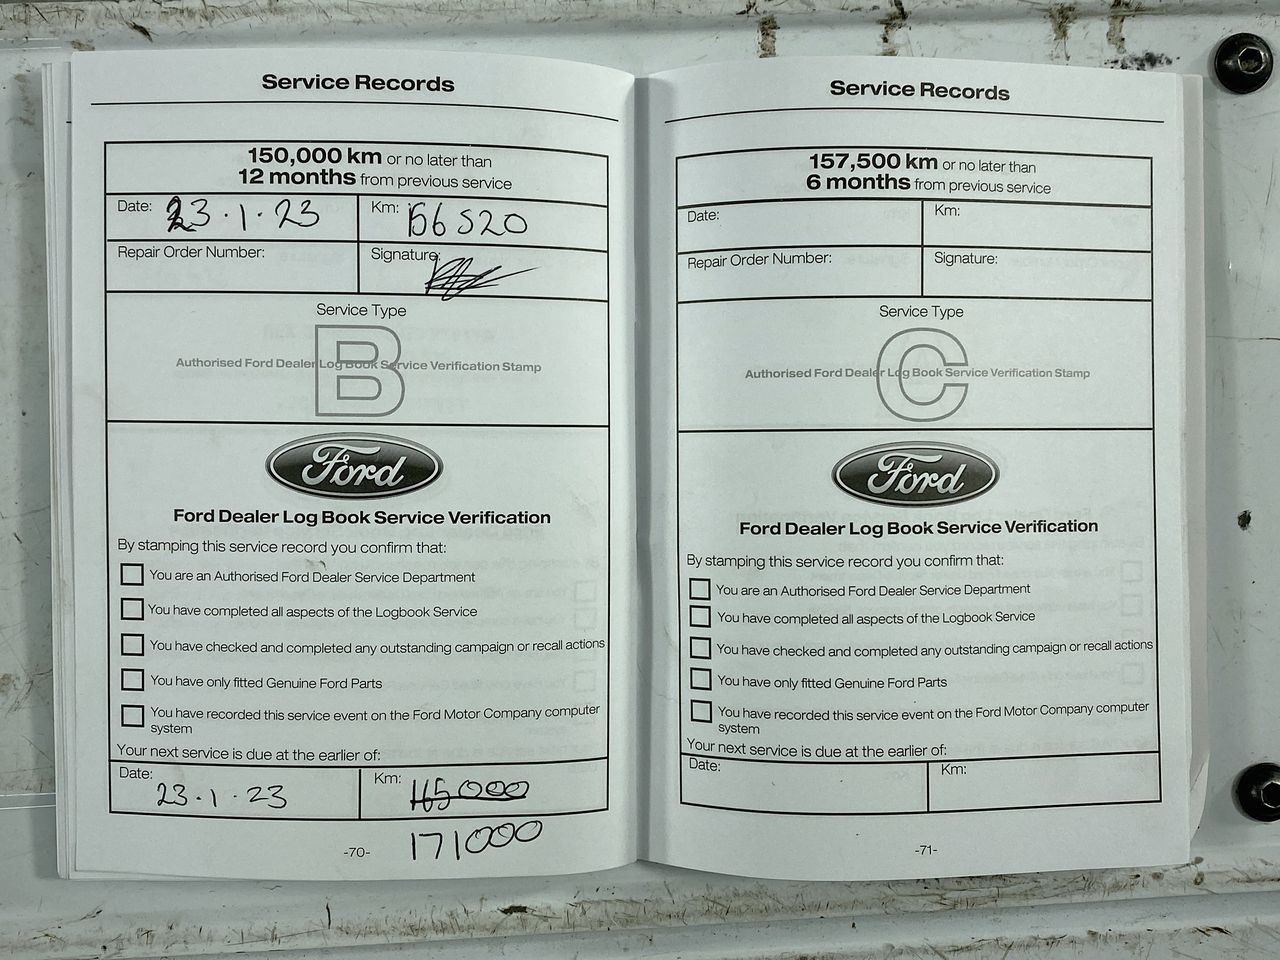 Service Records
150,000 km or no later than
12 months from previous service
Date: 23.1.23
Km: 156520
Repair Order Number:
Signature:
Service Type
B
Authorised Ford Dealer Log Book Service Verification Stamp
Ford
Ford Dealer Log Book Service Verification
By stamping this service record you confirm that:
You are an Authorised Ford Dealer Service Department
You have completed all aspects of the Logbook Service
You have checked and completed any outstanding campaign or recall actions
You have only fitted Genuine Ford Parts
You have recorded this service event on the Ford Motor Company computer
system
Your next service is due at the earlier of:
Date: 23.1.23
Km: 165000
171000
-70-
Service Records
157,500 km or no later than
6 months from previous service
Date:
Km:
Repair Order Number:
Signature:
Service Type
C
Authorised Ford Dealer Log Book Service Verification Stamp
Ford
Ford Dealer Log Book Service Verification
By stamping this service record you confirm that:
You are an Authorised Ford Dealer Service Department
You have completed all aspects of the Logbook Service
You have checked and completed any outstanding campaign or recall actions
You have only fitted Genuine Ford Parts
You have recorded this service event on the Ford Motor Company computer
system
Your next service is due at the earlier of:
Date:
Km:
-71-